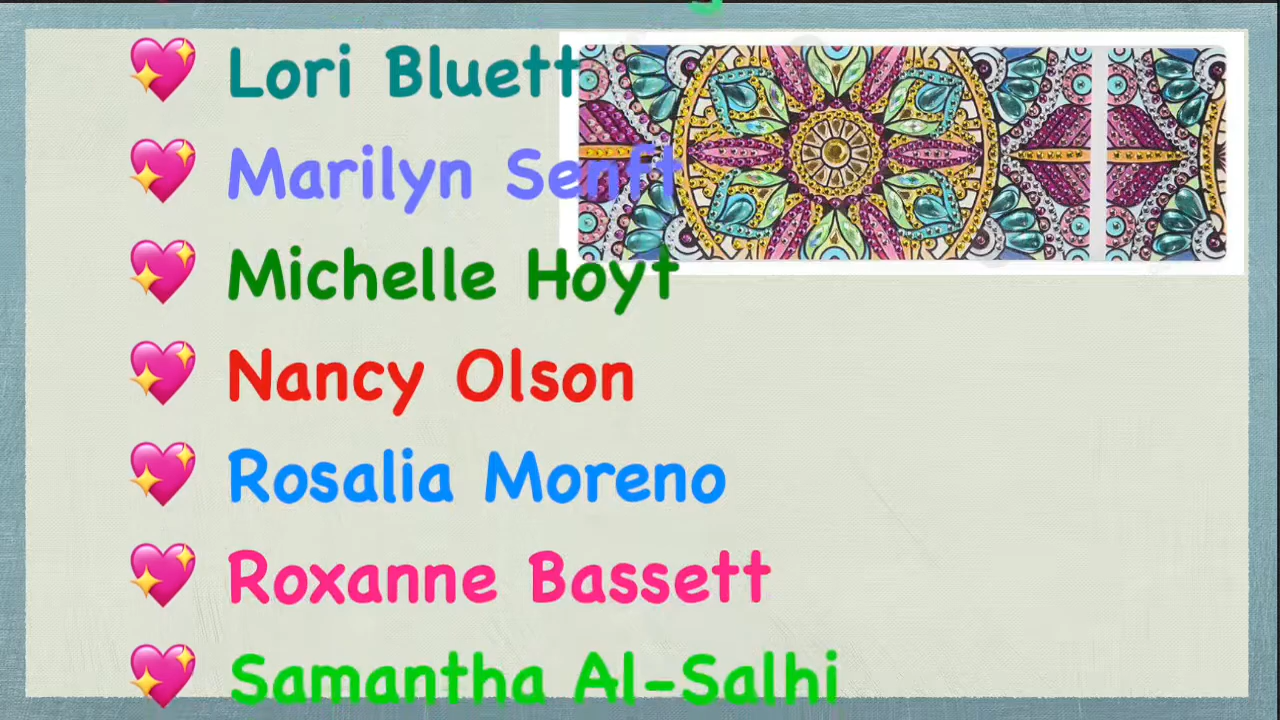 💖 Lori Bluett
💖 Marilyn Senft
💖 Michelle Hoyt
💖 Nancy Olson
💖 Rosalia Moreno
💖 Roxanne Bassett
💖 Samantha Al-Salhi